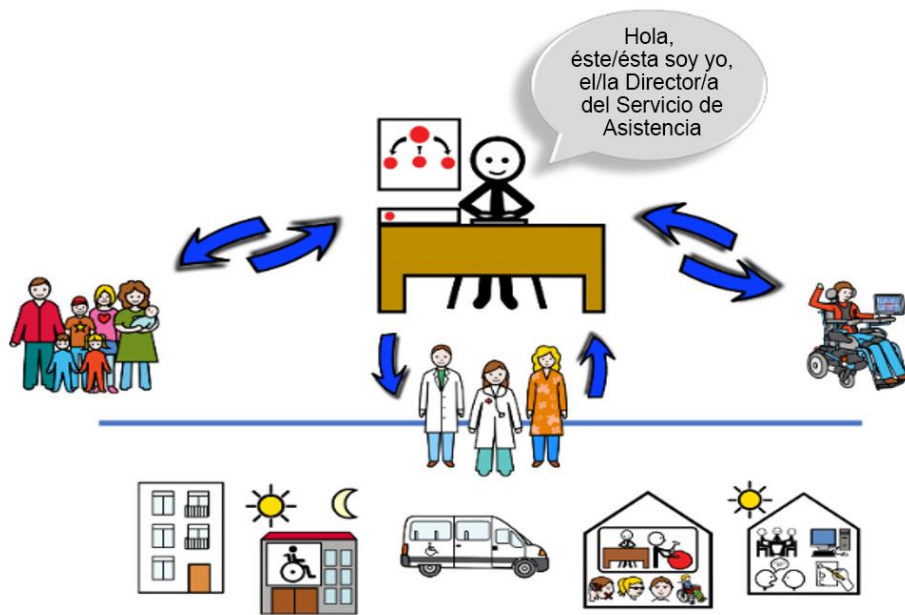 Hola,
éste/ésta soy yo,
el/la Director/a
del Servicio de
Asistencia